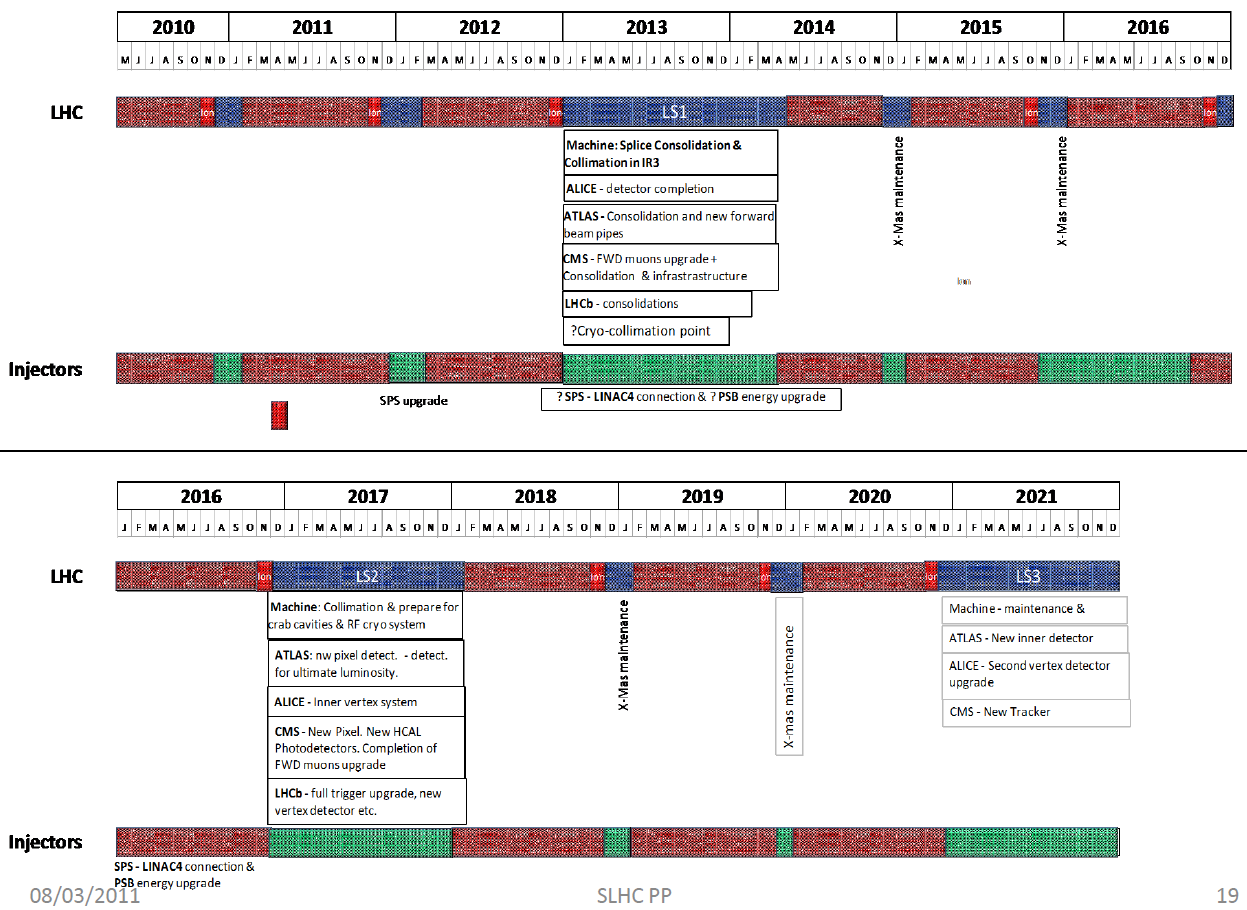 2010 2011 2012 2013 2014 2015 2016
M J J A S O N D J F M A M J J A S O N D J F M A M J J A S O N D J F M A M J J A S O N D J F M A M J J A S O N D J F M A M J J A S O N D J F M A M J J A S O N D
LHC Ion Ion Ion LS1 Ion Ion
Machine: Splice Consolidation &
Collimation in IR3
ALICE - detector completion
ATLAS - Consolidation and new forward
beam pipes
CMS - FWD muons upgrade +
Consolidation & infrastrastructure
LHCb - consolidations
?Cryo-collimation point
X-Mas maintenance
X-Mas maintenance
Injectors
SPS upgrade
? SPS - LINAC4 connection & ? PSB energy upgrade
2016 2017 2018 2019 2020 2021
J F M A M J J A S O N D J F M A M J J A S O N D J F M A M J J A S O N D J F M A M J J A S O N D J F M A M J J A S O N D J F M A M J J A S O N D
LHC Ion LS2 Ion Ion Ion LS3
Machine: Collimation & prepare for
crab cavities & RF cryo system
ATLAS: nw pixel detect. - detect.
for ultimate luminosity.
ALICE - Inner vertex system
CMS - New Pixel. New HCAL
Photodetectors. Completion of
FWD muons upgrade
LHCb - full trigger upgrade, new
vertex detector etc.
X-Mas maintenance
X-mas maintenance
Machine - maintenance &
ATLAS - New inner detector
ALICE - Second vertex detector
upgrade
CMS - New Tracker
Injectors
SPS - LINAC4 connection &
PSB energy upgrade
08/03/2011 SLHC PP 19